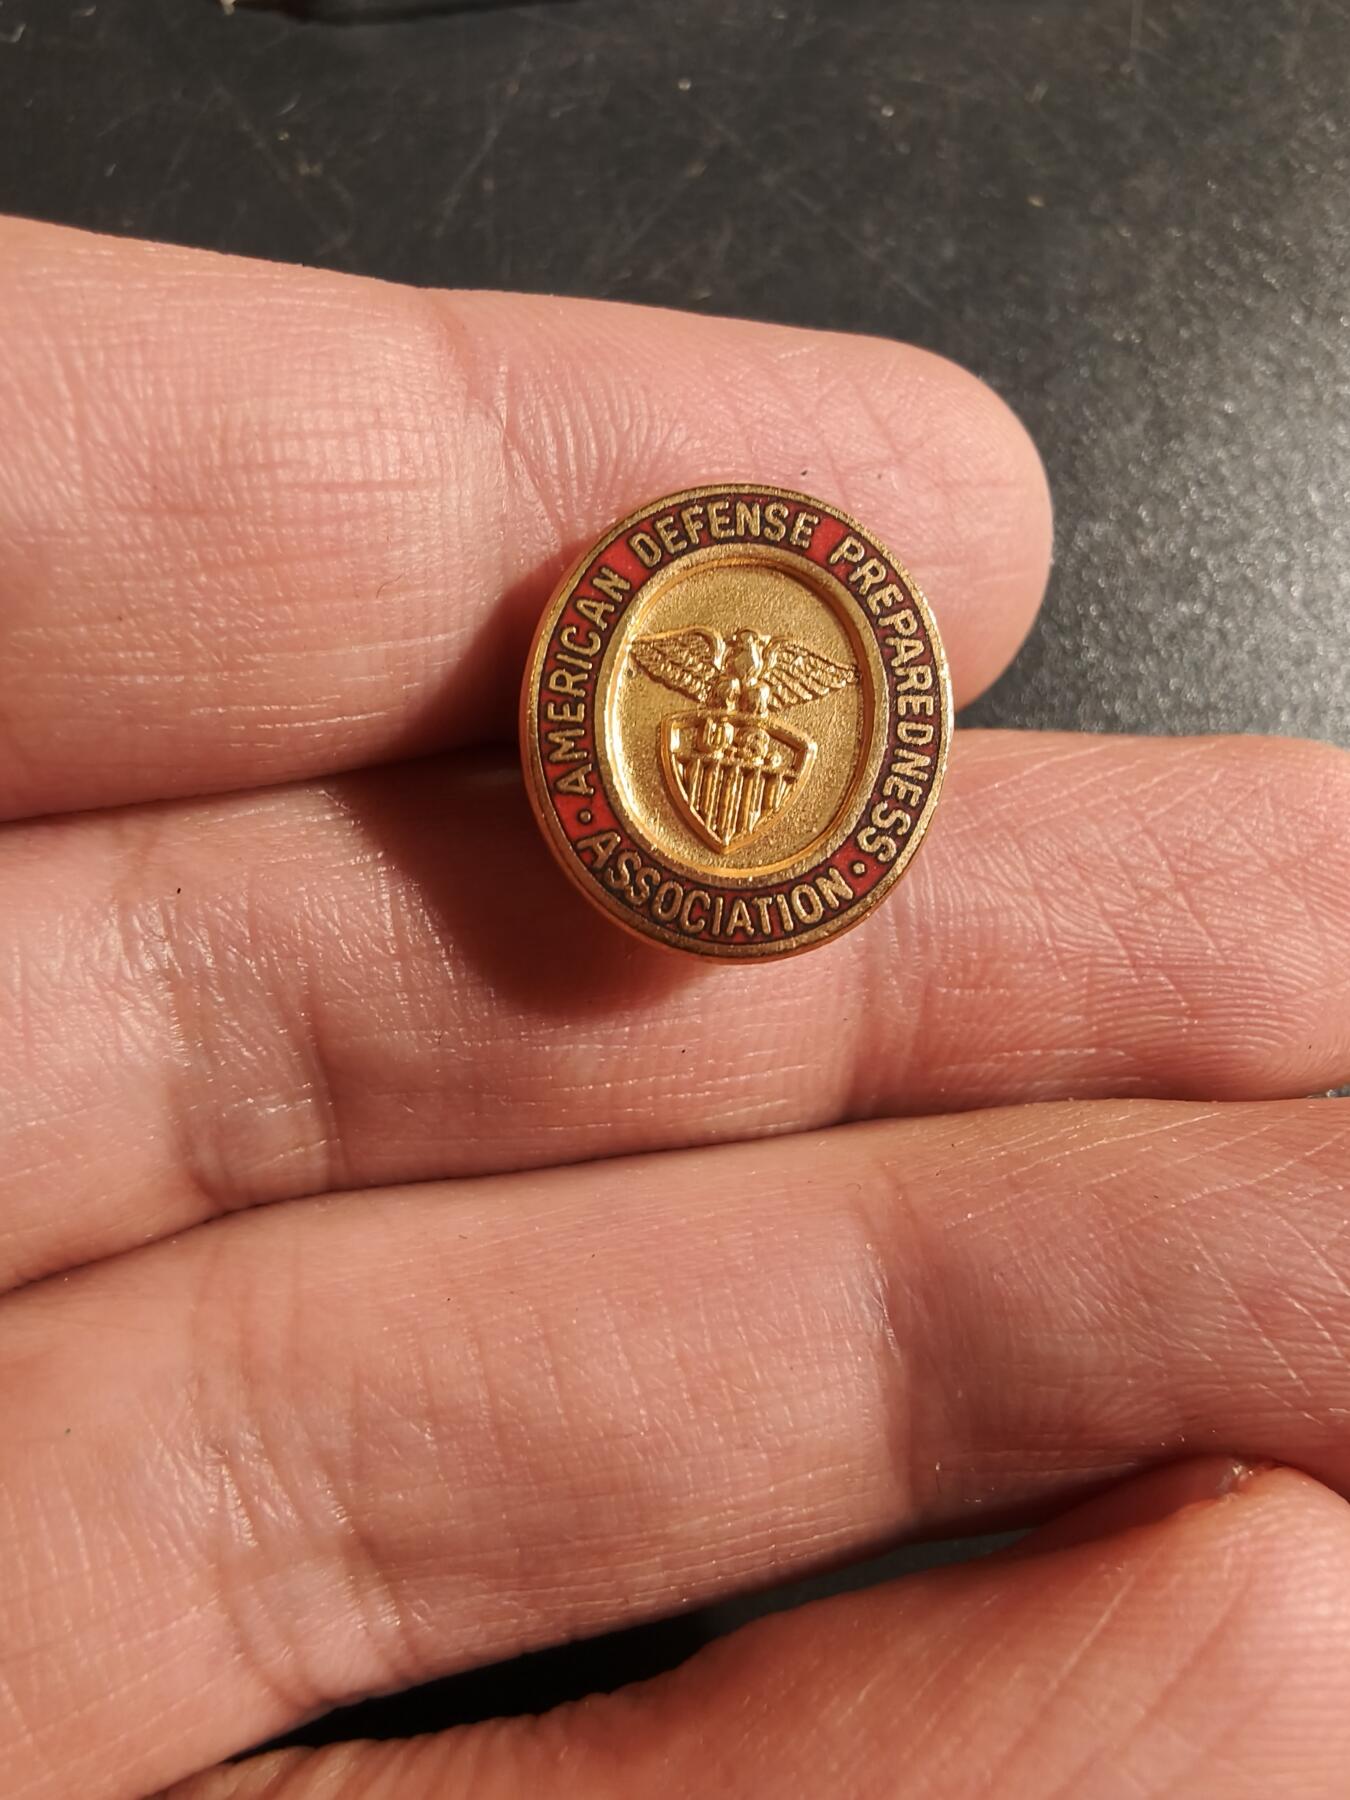 AMERICAN DEFENSE PREPAREDNESS
• ASSOCIATION •
U.S.